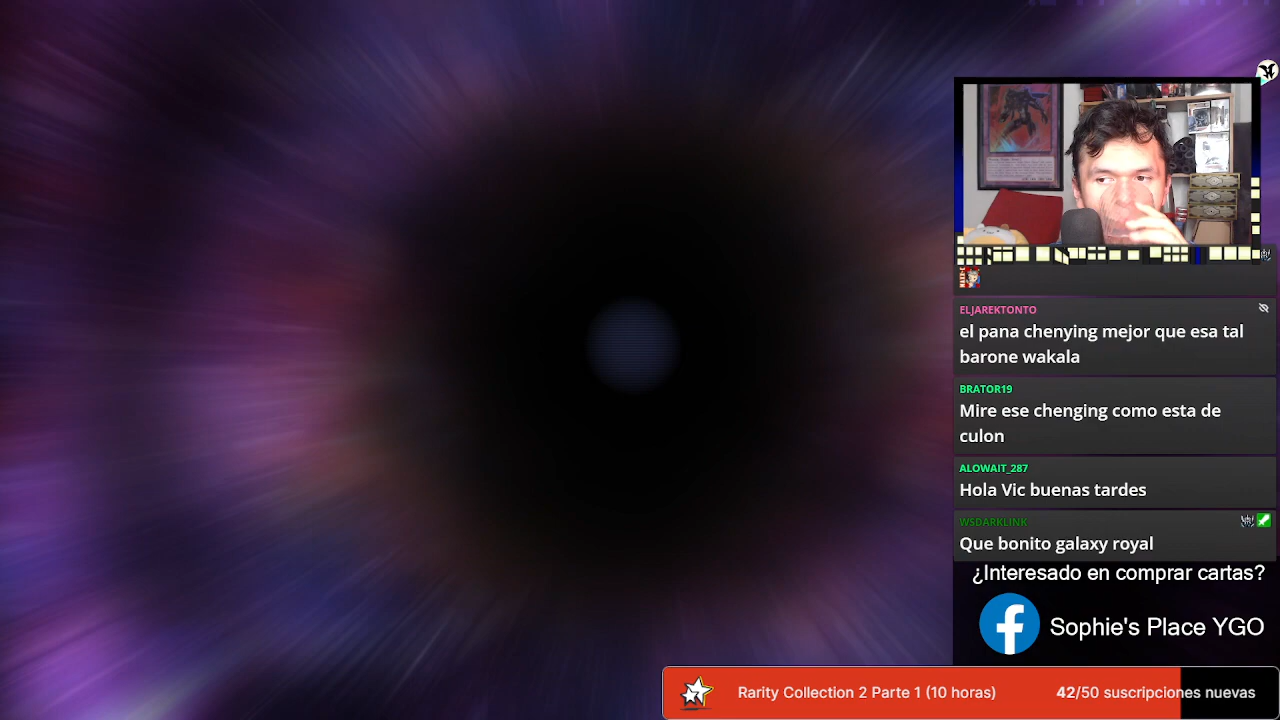 ELJAREKTONTO
el pana chenying mejor que esa tal
barone wakala
BRATOR19
Mire ese chenging como esta de
culon
ALOWAIT_287
Hola Vic buenas tardes
WSDARKLINK
Que bonito galaxy royal
¿Interesado en comprar cartas?
Sophie's Place YGO
Rarity Collection 2 Parte 1 (10 horas) 42/50 suscripciones nuevas